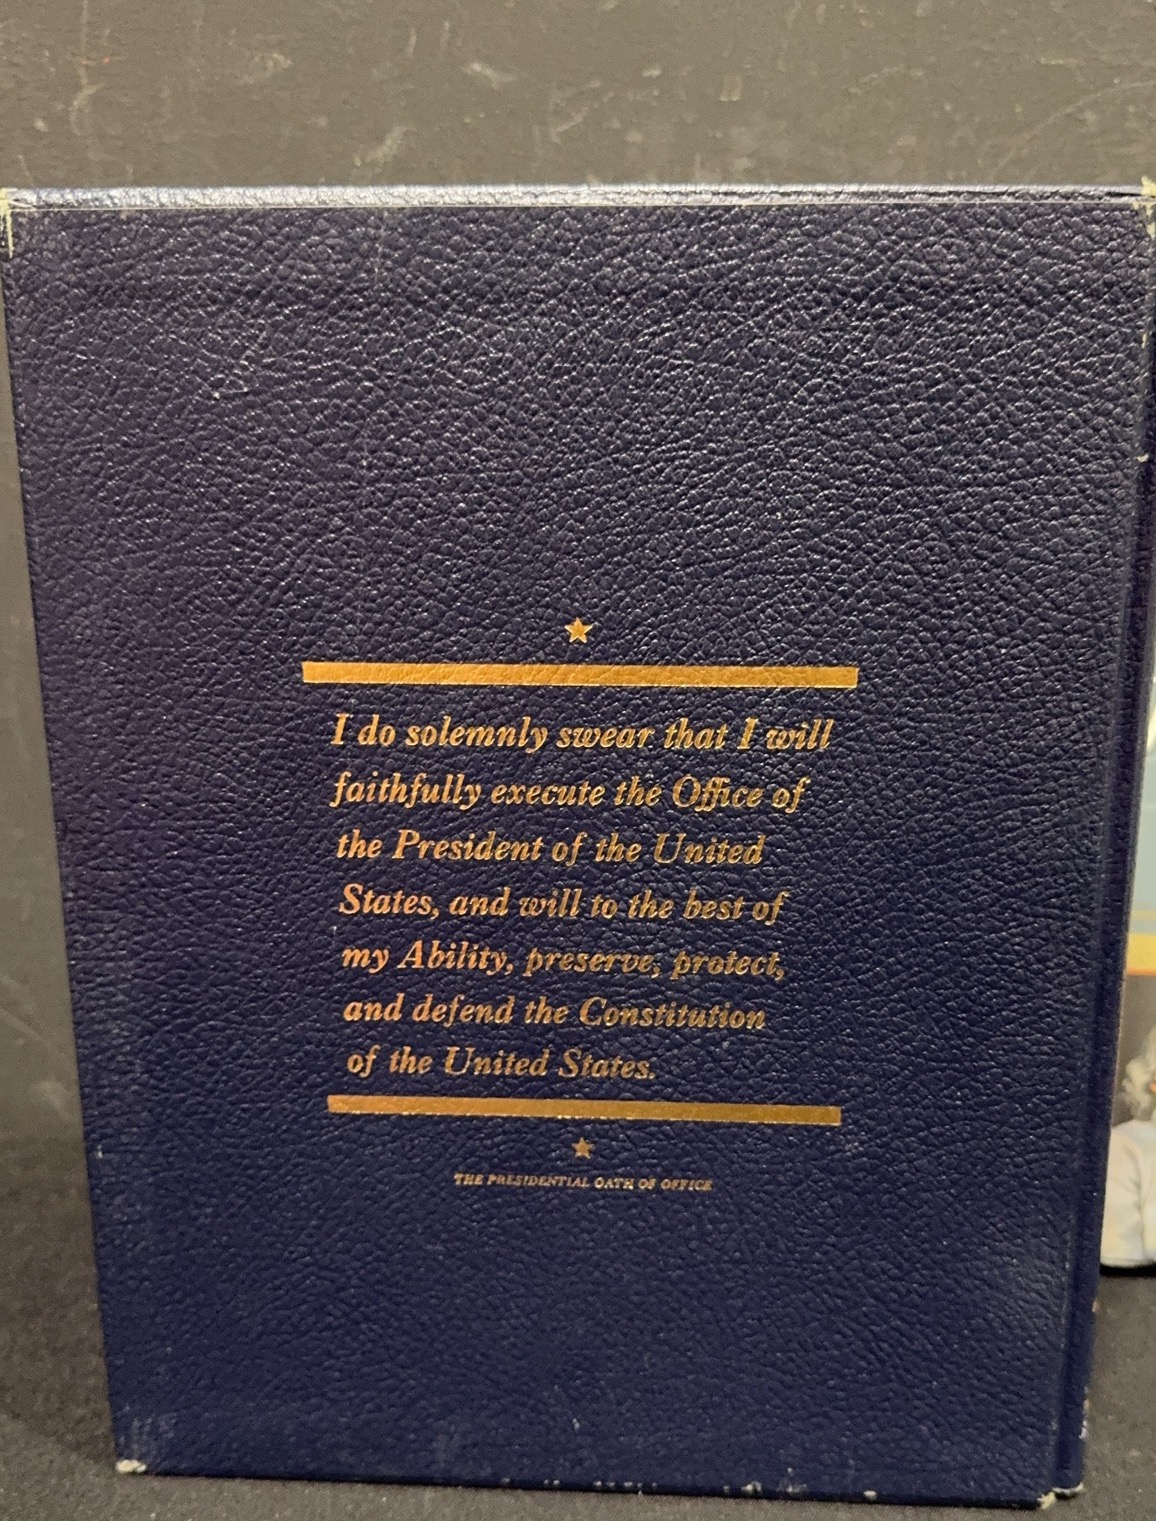 I do solemnly swear that I will
faithfully execute the Office of
the President of the United
States, and will to the best of
my Ability, preserve, protect,
and defend the Constitution
of the United States.
THE PRESIDENTIAL OATH OF OFFICE